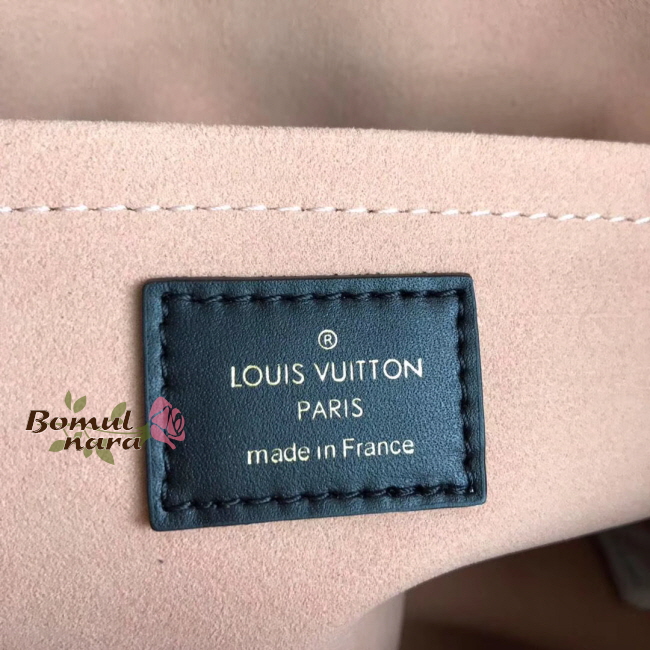 ®
LOUIS VUITTON
PARIS
made in France
Bomul
nara